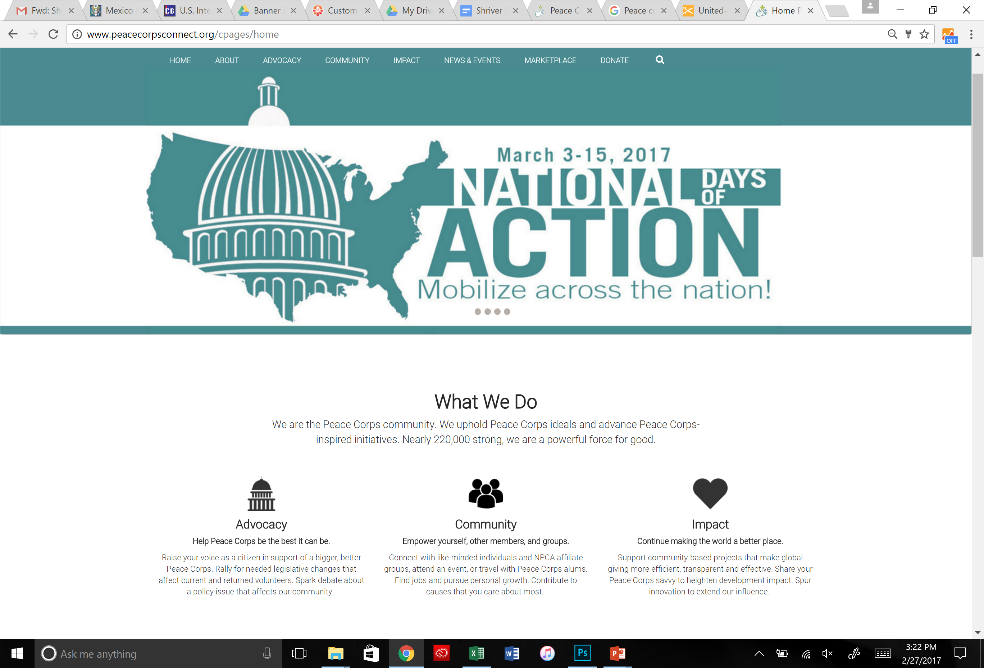 Fwd: Sh
Mexico
CB U.S. Inte
Banner
Custom
My Driv
Shriver
Peace C
Peace co
United
Home P
www.peacecorpsconnect.org/cpages/home
OFF
HOME ABOUT ADVOCACY COMMUNITY IMPACT NEWS & EVENTS MARKETPLACE DONATE
March 3-15, 2017
NATIONAL DAYS OF
ACTION
Mobilize across the nation!
What We Do
We are the Peace Corps community. We uphold Peace Corps ideals and advance Peace Corps-
inspired initiatives. Nearly 220,000 strong, we are a powerful force for good.
Advocacy
Help Peace Corps be the best it can be.
Raise your voice as a citizen in support of a bigger, better
Peace Corps. Rally for needed legislative changes that
affect current and returned volunteers. Spark debate about
a policy issue that affects our community.
Community
Empower yourself, other members, and groups.
Connect with like-minded individuals and NPCA affiliate
groups, attend an event, or travel with Peace Corps alums.
Find jobs and pursue personal growth. Contribute to
causes that you care about most.
Impact
Continue making the world a better place.
Support community based projects that make global
giving more efficient, transparent and effective. Share your
Peace Corps savvy to heighten development impact. Spur
innovation to extend our influence.
Ask me anything
Ps
3:22 PM
2/27/2017